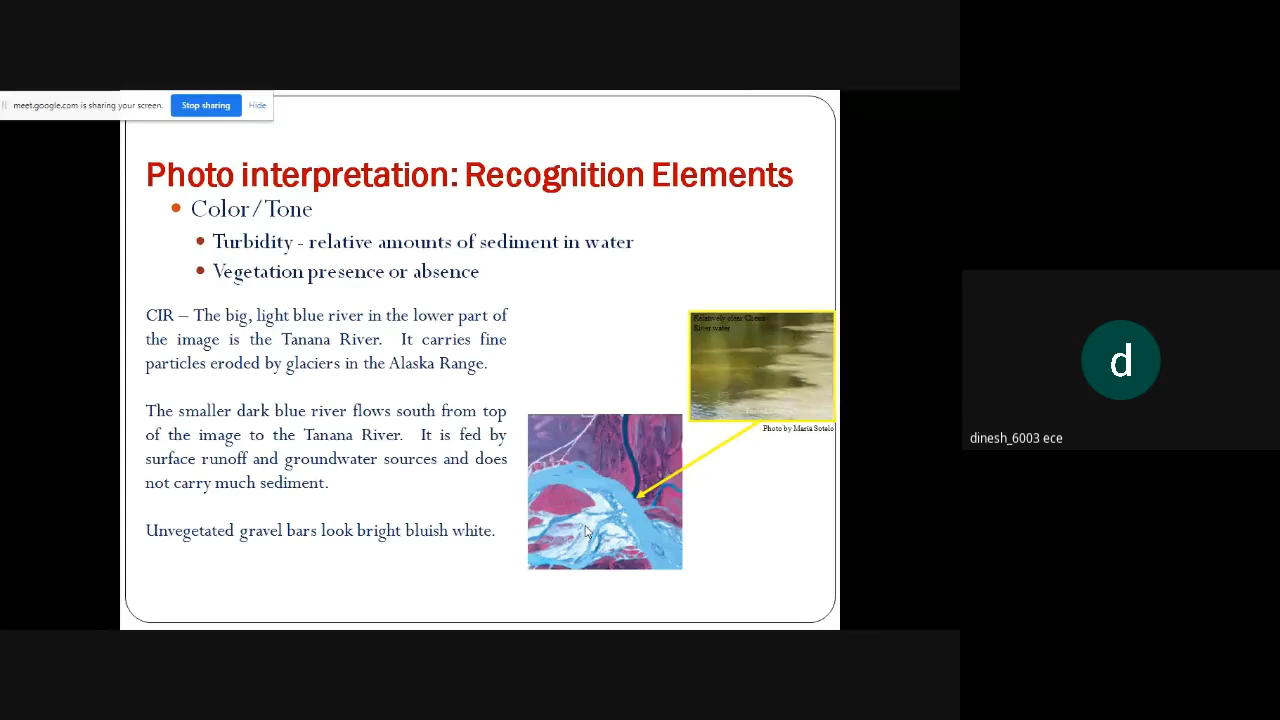 meet.google.com is sharing your screen.
Stop sharing
Hide
Photo interpretation: Recognition Elements
Color/Tone
Turbidity - relative amounts of sediment in water
Vegetation presence or absence
CIR – The big, light blue river in the lower part of
the image is the Tanana River. It carries fine
particles eroded by glaciers in the Alaska Range.
The smaller dark blue river flows south from top
of the image to the Tanana River. It is fed by
surface runoff and groundwater sources and does
not carry much sediment.
Unvegetated gravel bars look bright bluish white.
Relatively clear Chena
River water
Photo by Maria Sotelo
d
dinesh_6003 ece